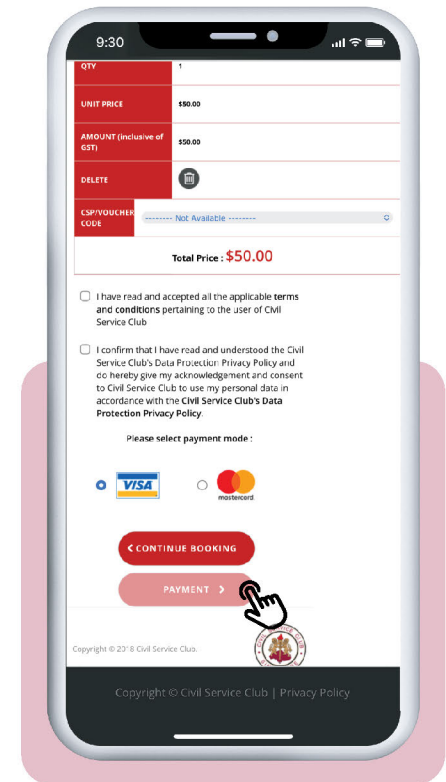 9:30
QTY 1
UNIT PRICE $50.00
AMOUNT (inclusive of
GST) $50.00
DELETE
CSP/VOUCHER
CODE -------- Not Available --------
Total Price : $50.00
I have read and accepted all the applicable terms
and conditions pertaining to the user of Civil
Service Club
I confirm that I have read and understood the Civil
Service Club's Data Protection Privacy Policy and
do hereby give my acknowledgement and consent
to Civil Service Club to use my personal data in
accordance with the Civil Service Club's Data
Protection Privacy Policy.
Please select payment mode :
VISA
mastercard
CONTINUE BOOKING
PAYMENT
Copyright © 2018 Civil Service Club.
CIVIL SERVICE CLUB
Copyright © Civil Service Club | Privacy Policy